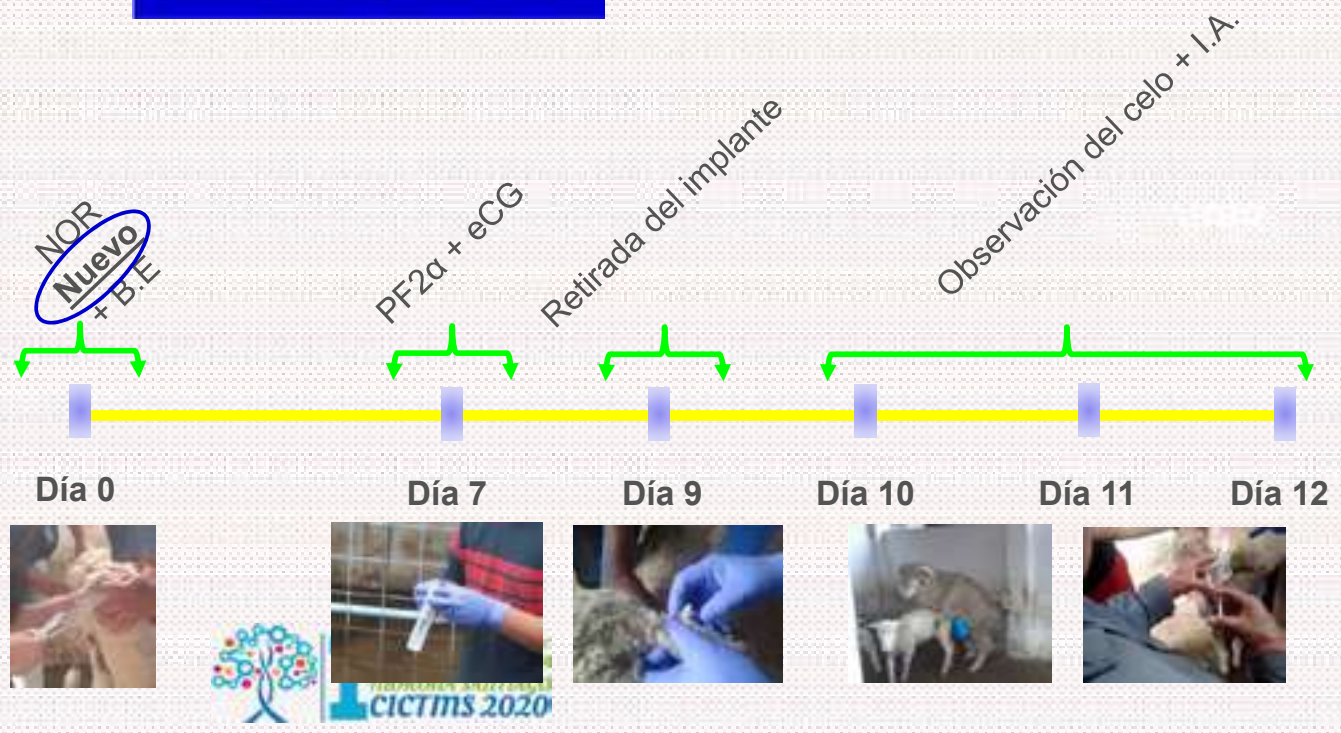 NOR
Nuevo
+ B.E
PF2α + eCG
Retirada del implante
Observación del celo + I.A.
Día 0
Día 7
Día 9
Día 10
Día 11
Día 12
CICTMS 2020